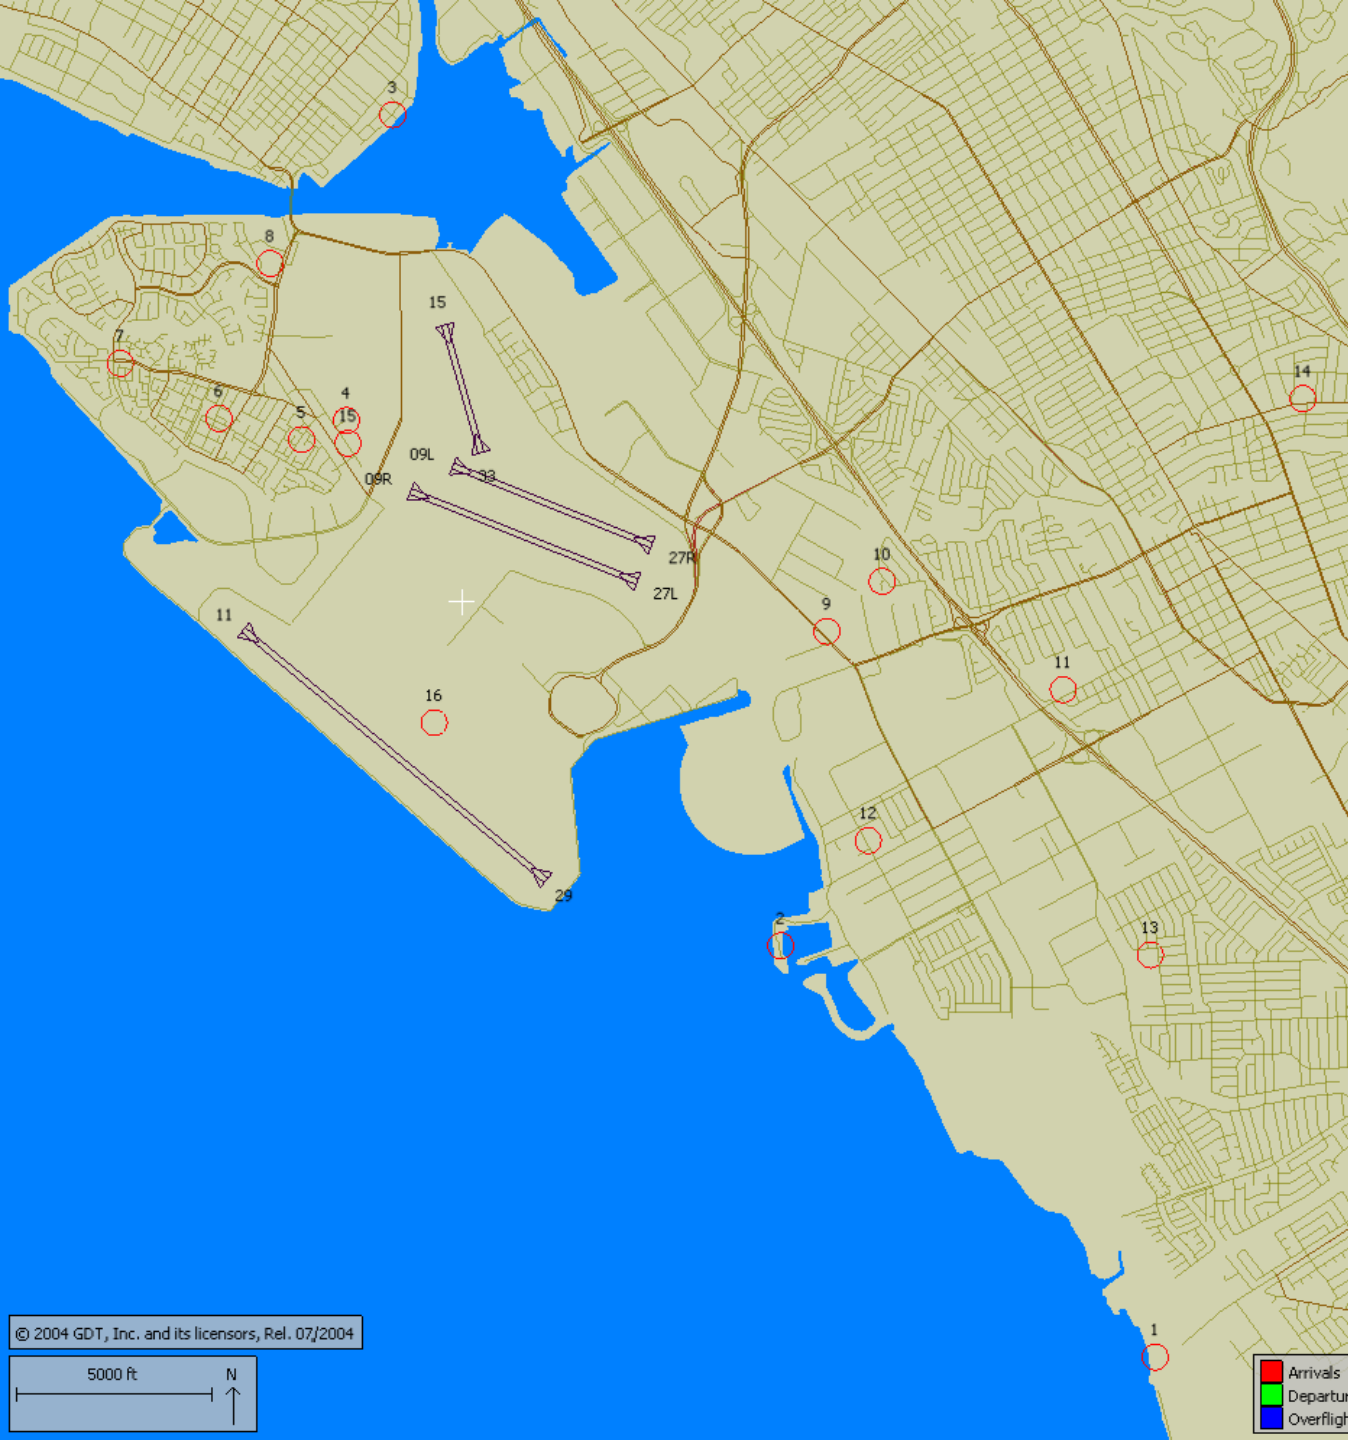 3
8
15
7
14
6
4
5
15
09L
33
09R
10
27R
27L
9
11
11
16
12
29
2
13
1
© 2004 GDT, Inc. and its licensors, Rel. 07/2004
5000 ft N
Arrivals
Departur
Overfligh